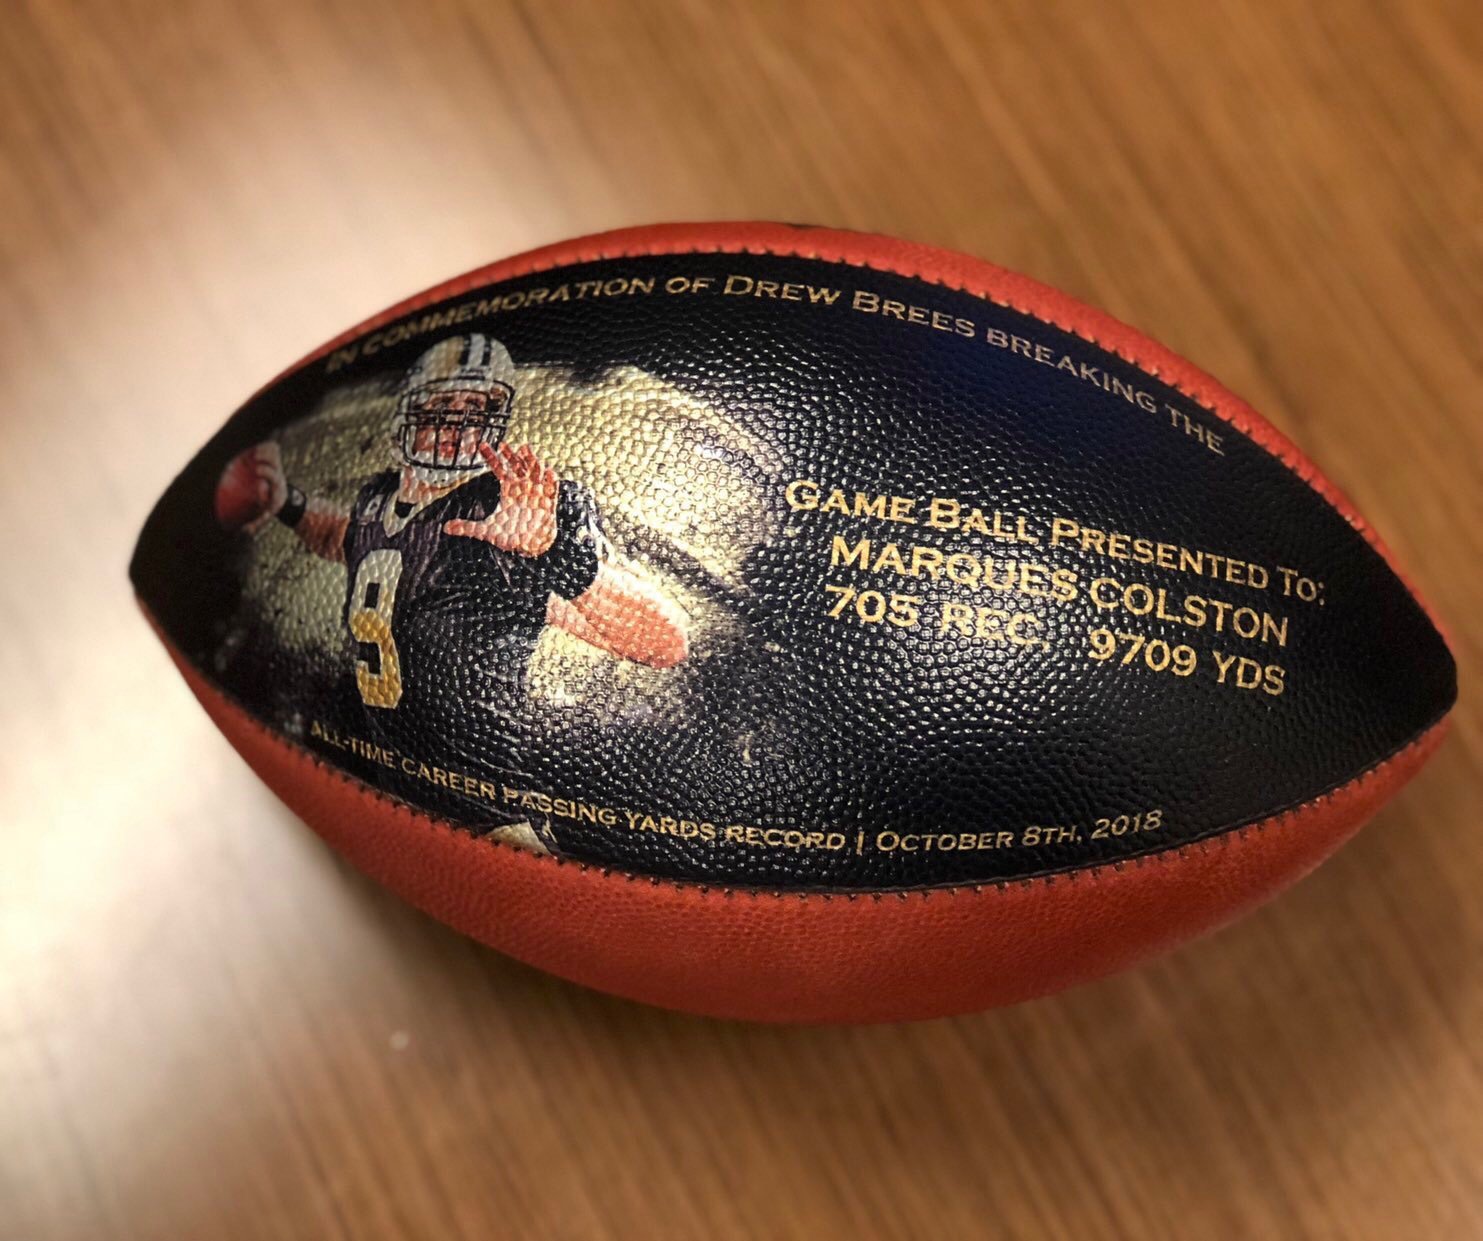 IN COMMEMORATION OF DREW BREES BREAKING THE
GAME BALL PRESENTED TO:
MARQUES COLSTON
705 REC. 9709 YDS
9
ALL-TIME CAREER PASSING YARDS RECORD | OCTOBER 8TH, 2018